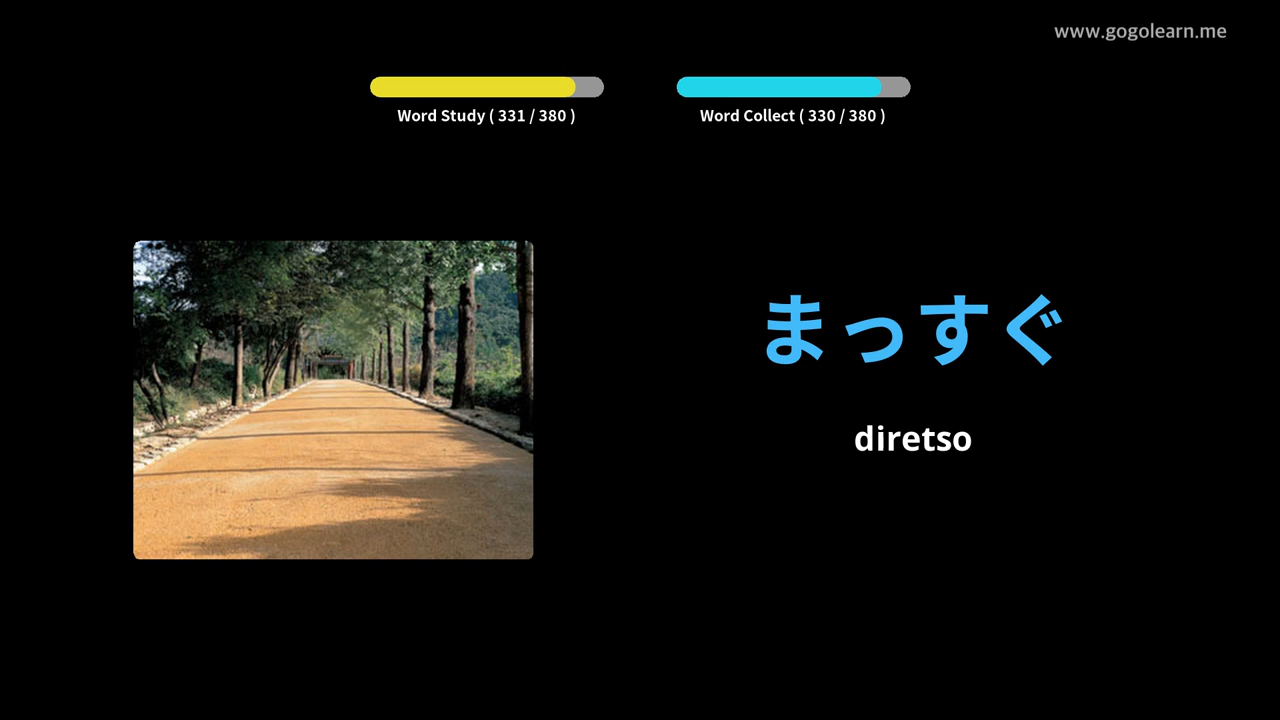 www.gogolearn.me
Word Study ( 331 / 380 )
Word Collect ( 330 / 380 )
まっすぐ
diretso